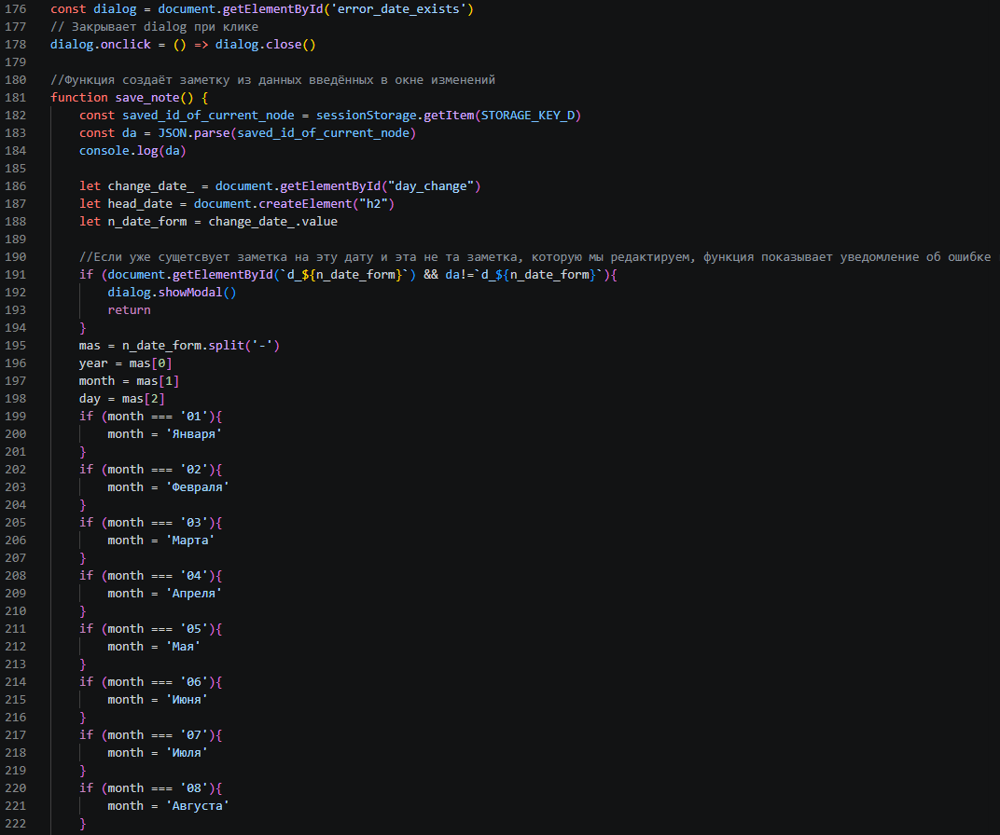 176 const dialog = document.getElementById('error_date_exists')
177 // Закрывает dialog при клике
178 dialog.onclick = () => dialog.close()
179
180 //Функция создаёт заметку из данных введённых в окне изменений
181 function save_note() {
182 const saved_id_of_current_node = sessionStorage.getItem(STORAGE_KEY_D)
183 const da = JSON.parse(saved_id_of_current_node)
184 console.log(da)
185
186 let change_date_ = document.getElementById("day_change")
187 let head_date = document.createElement("h2")
188 let n_date_form = change_date_.value
189
190 //Если уже сущетсвует заметка на эту дату и эта не та заметка, которую мы редактируем, функция показывает уведомление об ошибке
191 if (document.getElementById(`d_${n_date_form}`) && da!=`d_${n_date_form}`){
192 dialog.showModal()
193 return
194 }
195 mas = n_date_form.split('-')
196 year = mas[0]
197 month = mas[1]
198 day = mas[2]
199 if (month === '01'){
200 month = 'Января'
201 }
202 if (month === '02'){
203 month = 'Февраля'
204 }
205 if (month === '03'){
206 month = 'Марта'
207 }
208 if (month === '04'){
209 month = 'Апреля'
210 }
211 if (month === '05'){
212 month = 'Мая'
213 }
214 if (month === '06'){
215 month = 'Июня'
216 }
217 if (month === '07'){
218 month = 'Июля'
219 }
220 if (month === '08'){
221 month = 'Августа'
222 }